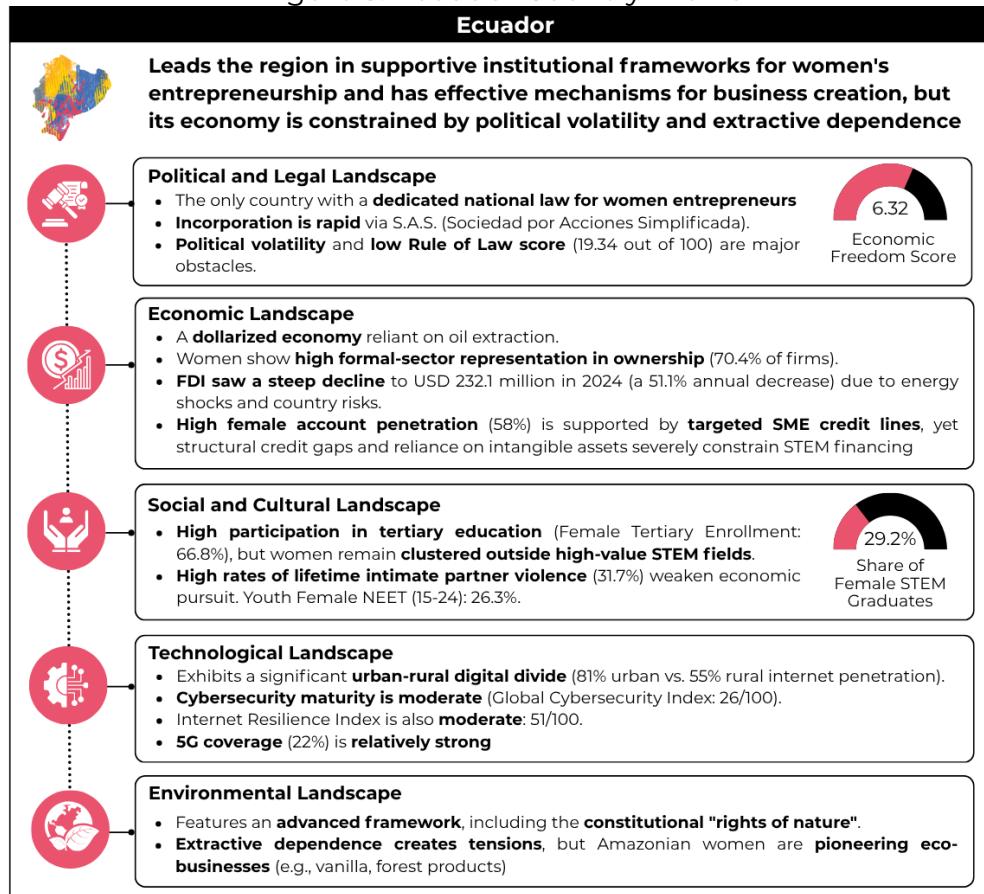 Ecuador
Leads the region in supportive institutional frameworks for women's
entrepreneurship and has effective mechanisms for business creation, but
its economy is constrained by political volatility and extractive dependence
Political and Legal Landscape
• The only country with a dedicated national law for women entrepreneurs
• Incorporation is rapid via S.A.S. (Sociedad por Acciones Simplificada).
• Political volatility and low Rule of Law score (19.34 out of 100) are major
obstacles.
6.32
Economic
Freedom Score
Economic Landscape
• A dollarized economy reliant on oil extraction.
• Women show high formal-sector representation in ownership (70.4% of firms).
• FDI saw a steep decline to USD 232.1 million in 2024 (a 51.1% annual decrease) due to energy
shocks and country risks.
• High female account penetration (58%) is supported by targeted SME credit lines, yet
structural credit gaps and reliance on intangible assets severely constrain STEM financing
Social and Cultural Landscape
• High participation in tertiary education (Female Tertiary Enrollment:
66.8%), but women remain clustered outside high-value STEM fields.
• High rates of lifetime intimate partner violence (31.7%) weaken economic
pursuit. Youth Female NEET (15-24): 26.3%.
29.2%
Share of
Female STEM
Graduates
Technological Landscape
• Exhibits a significant urban-rural digital divide (81% urban vs. 55% rural internet penetration).
• Cybersecurity maturity is moderate (Global Cybersecurity Index: 26/100).
• Internet Resilience Index is also moderate: 51/100.
• 5G coverage (22%) is relatively strong
Environmental Landscape
• Features an advanced framework, including the constitutional "rights of nature".
• Extractive dependence creates tensions, but Amazonian women are pioneering eco-
businesses (e.g., vanilla, forest products)